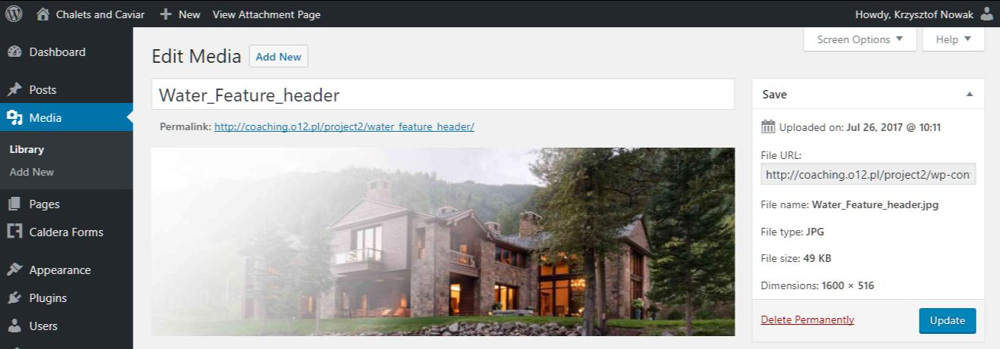 Chalets and Caviar New View Attachment Page Howdy, Krzysztof Nowak
Screen Options Help
Dashboard
Posts
Media
Library
Add New
Pages
Caldera Forms
Appearance
Plugins
Users
Edit Media Add New
Water_Feature_header
Permalink: http://coaching.o12.pl/project2/water_feature_header/
Save
Uploaded on: Jul 26, 2017 @ 10:11
File URL:
http://coaching.o12.pl/project2/wp-con
File name: Water_Feature_header.jpg
File type: JPG
File size: 49 KB
Dimensions: 1600 × 516
Delete Permanently Update